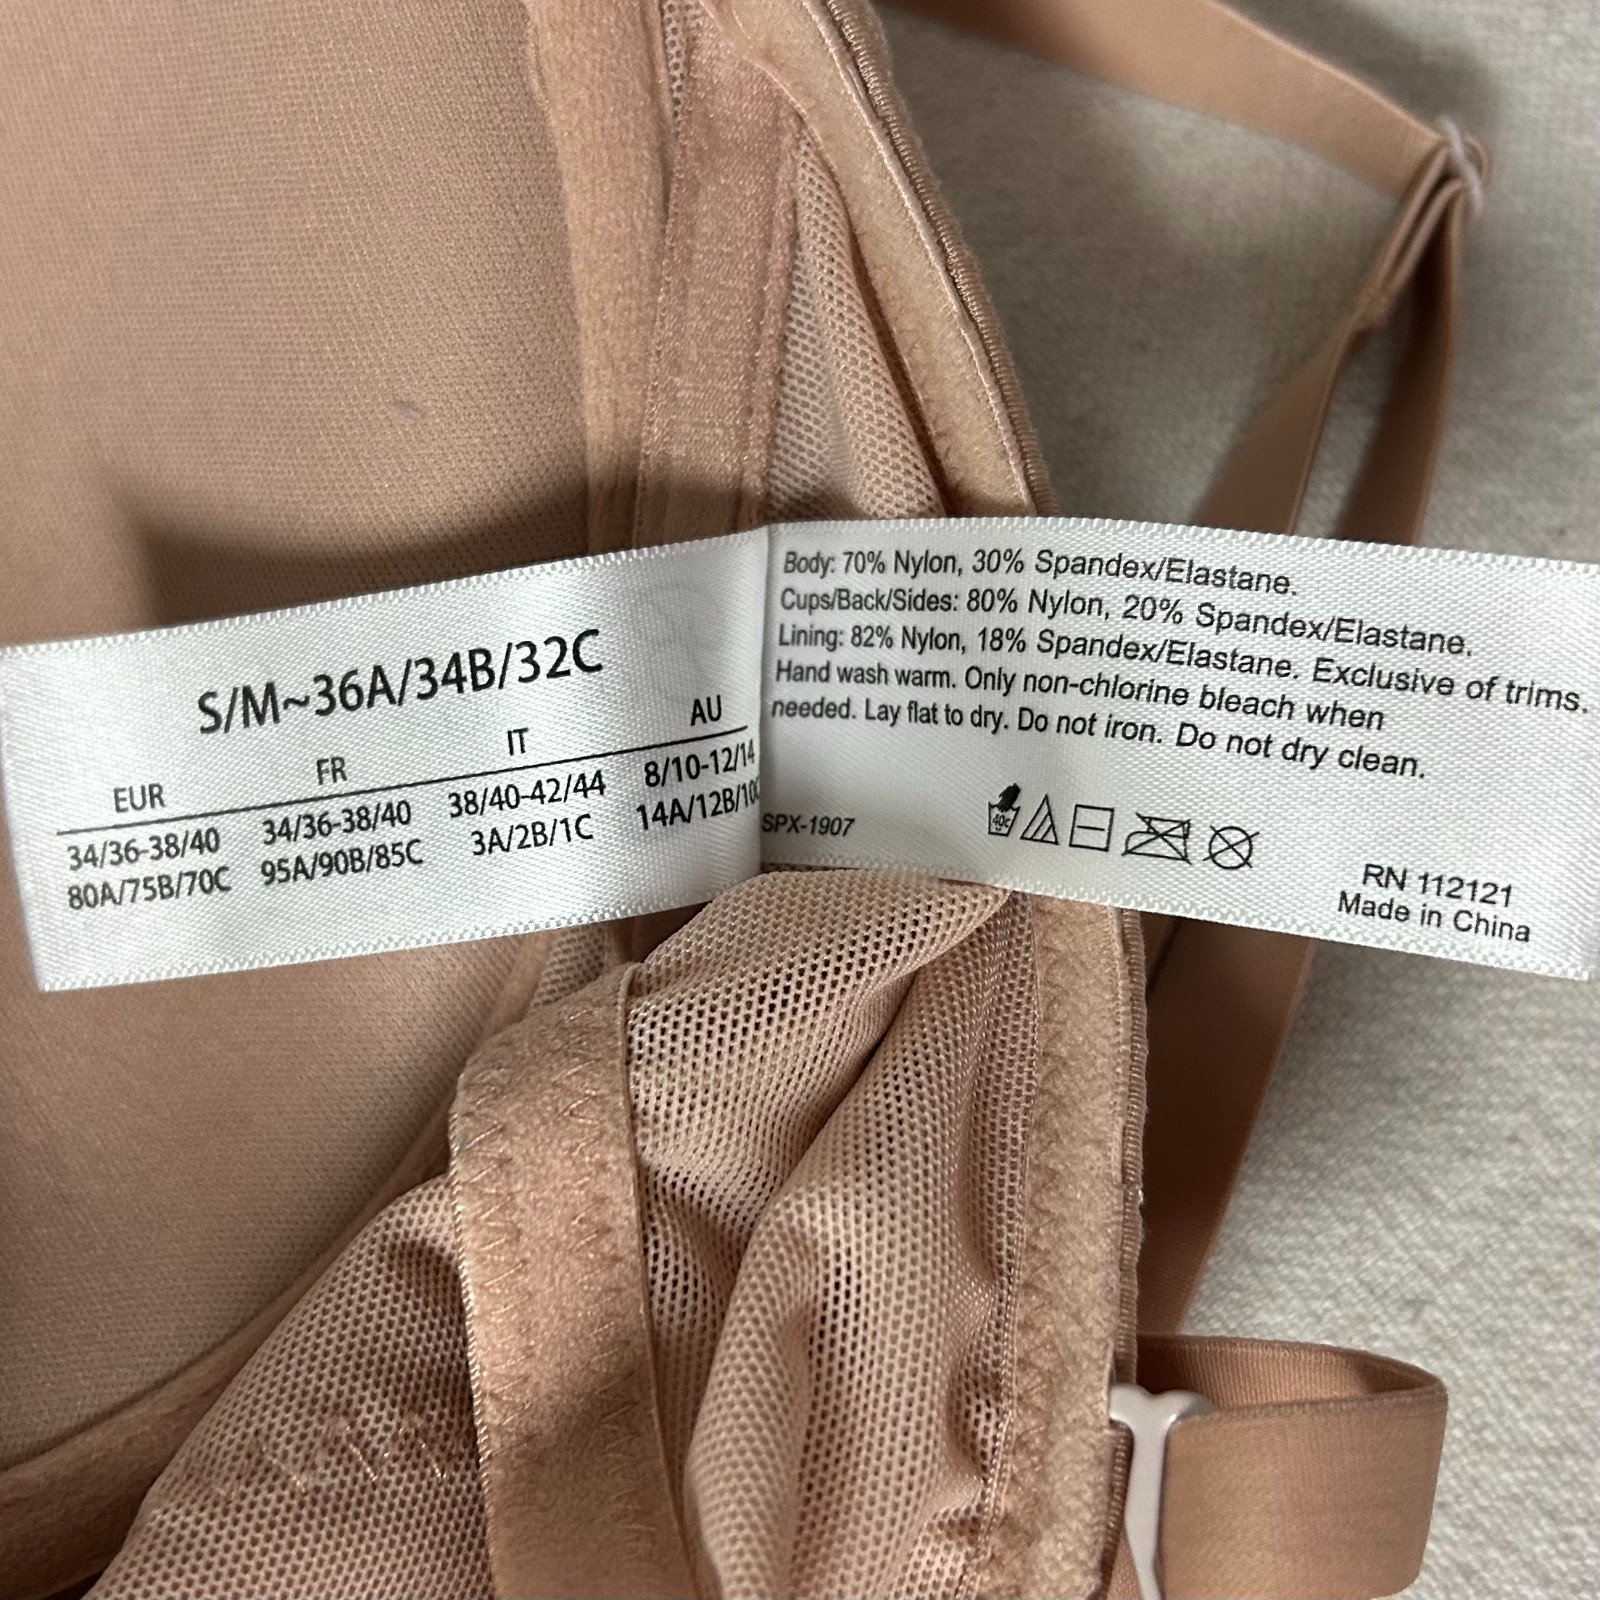 S/M~36A/34B/32C
EUR FR IT AU
34/36-38/40 34/36-38/40 38/40-42/44 8/10-12/14
80A/75B/70C 95A/90B/85C 3A/2B/1C 14A/12B/10C
Body: 70% Nylon, 30% Spandex/Elastane.
Cups/Back/Sides: 80% Nylon, 20% Spandex/Elastane.
Lining: 82% Nylon, 18% Spandex/Elastane. Exclusive of trims.
Hand wash warm. Only non-chlorine bleach when
needed. Lay flat to dry. Do not iron. Do not dry clean.
40c
SPX-1907
RN 112121
Made in China